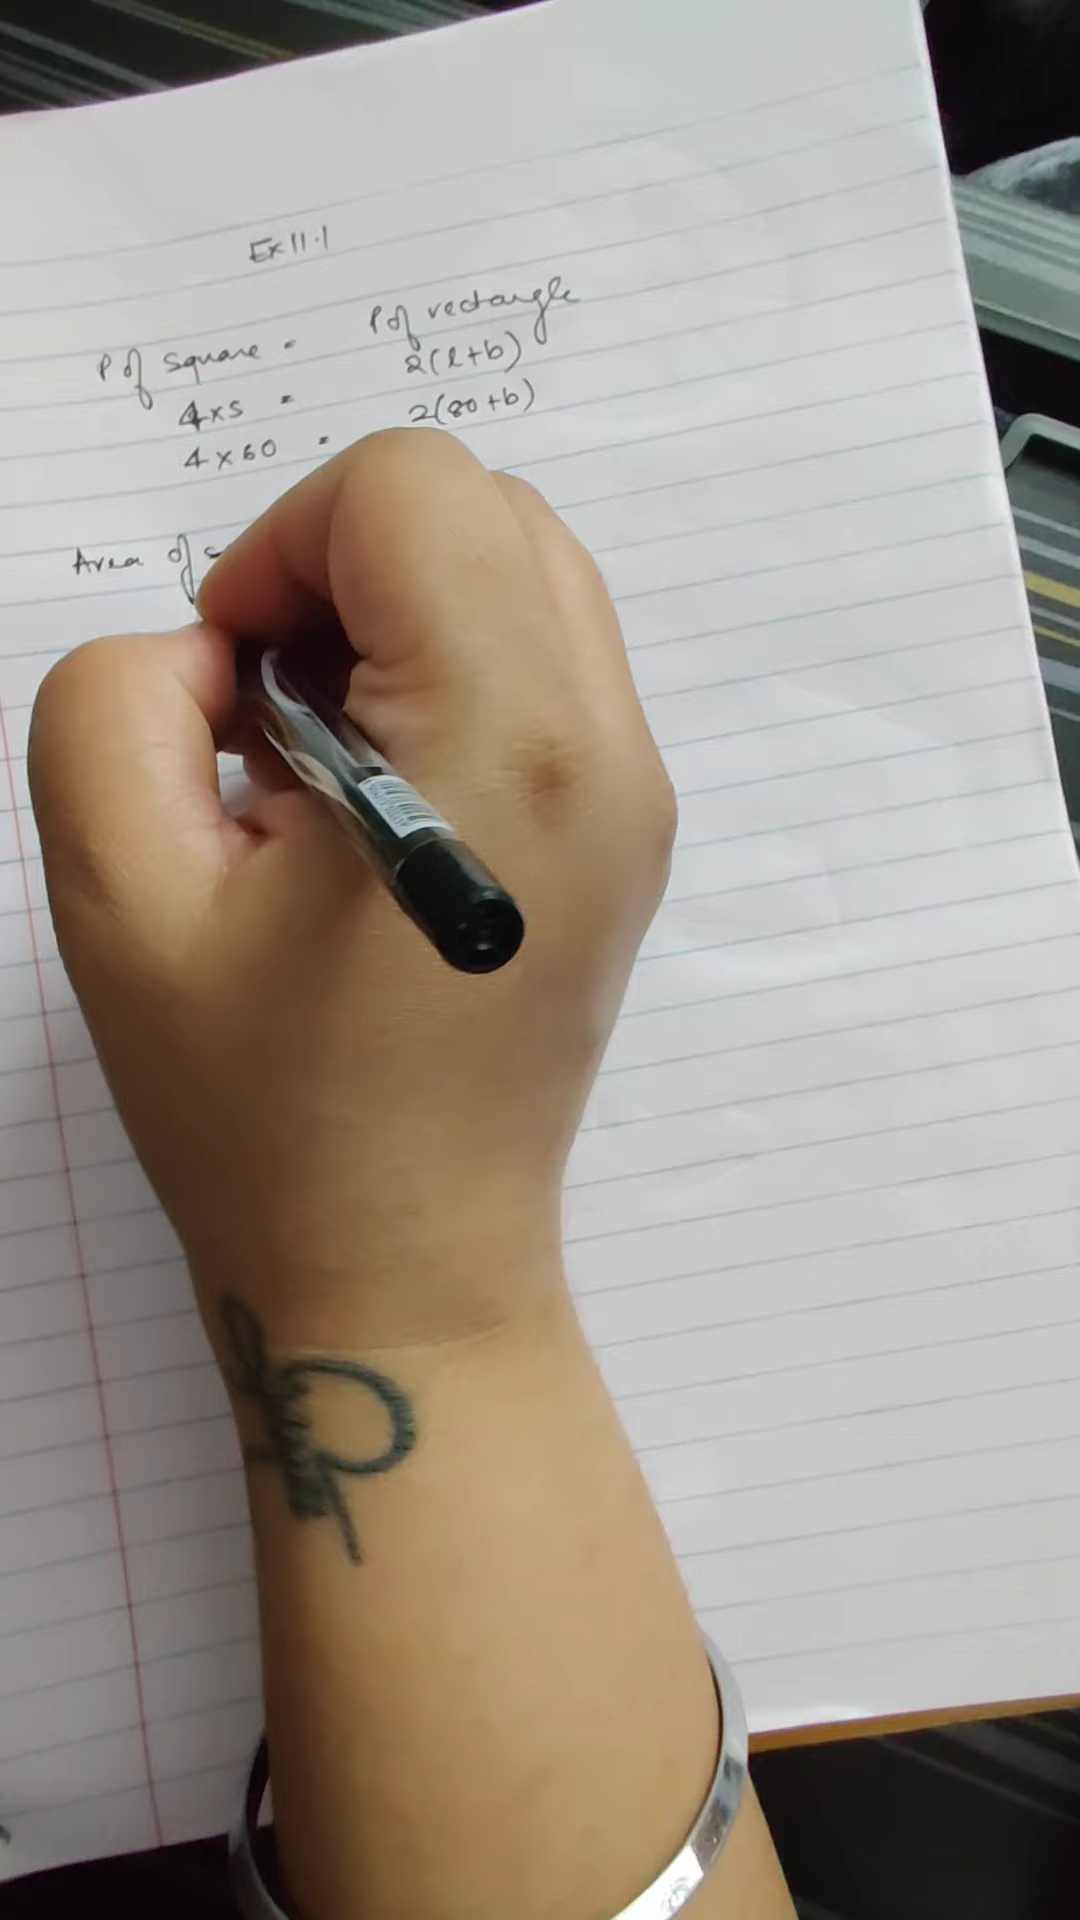 Ex 11.1
P of square = P of rectangle
4×s = 2(l+b)
4×60 = 2(80+b)
Area of s